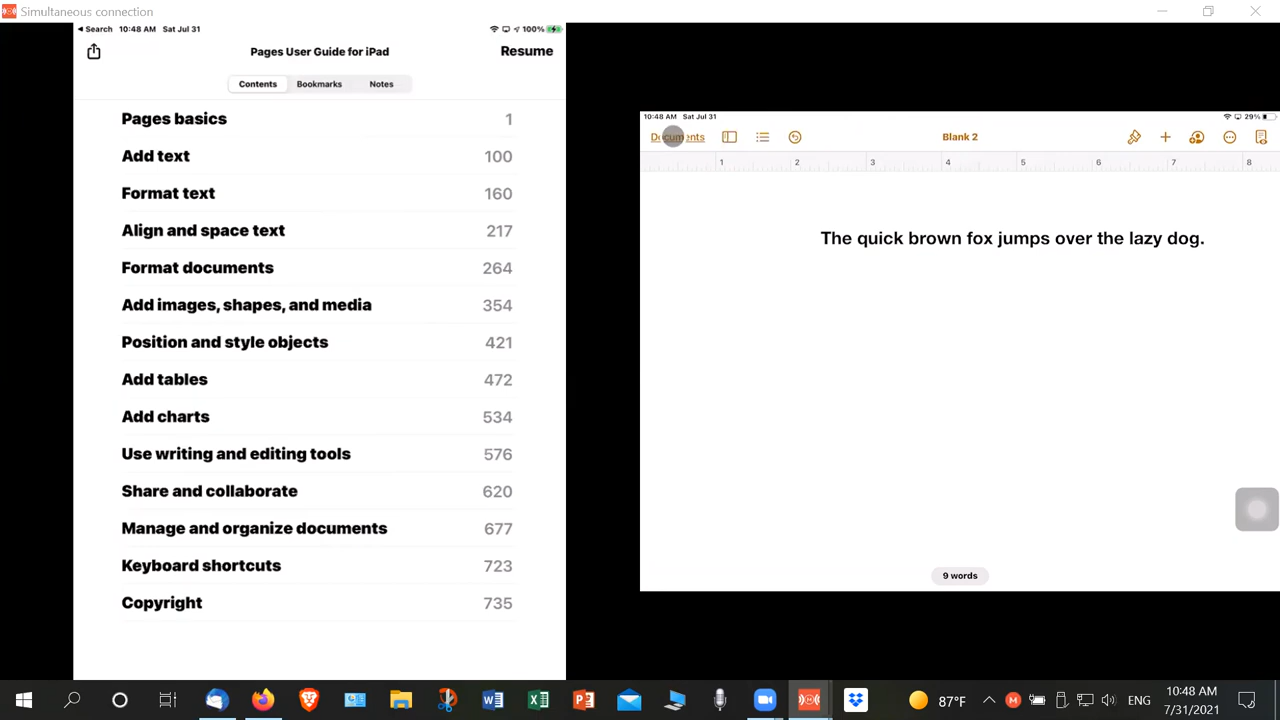 Simultaneous connection
Search 10:48 AM Sat Jul 31
100%
Pages User Guide for iPad
Resume
Contents Bookmarks Notes
Pages basics 1
Add text 100
Format text 160
Align and space text 217
Format documents 264
Add images, shapes, and media 354
Position and style objects 421
Add tables 472
Add charts 534
Use writing and editing tools 576
Share and collaborate 620
Manage and organize documents 677
Keyboard shortcuts 723
Copyright 735
10:48 AM Sat Jul 31
29%
Documents
Blank 2
1 2 3 4 5 6 7 8
The quick brown fox jumps over the lazy dog.
9 words
87°F
ENG
10:48 AM
7/31/2021